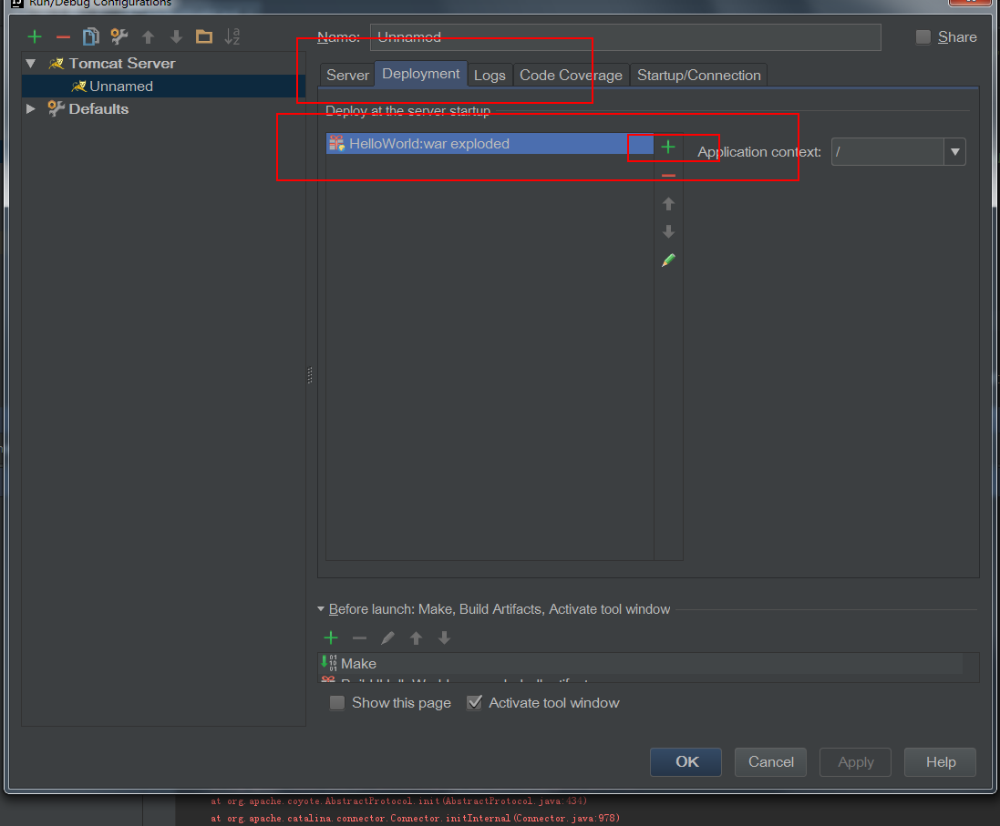 Run/Debug Configurations
Name: Unnamed
Share
Tomcat Server
Unnamed
Defaults
Server Deployment Logs Code Coverage Startup/Connection
Deploy at the server startup
HelloWorld:war exploded
Application context: /
Before launch: Make, Build Artifacts, Activate tool window
Make
Show this page Activate tool window
OK Cancel Apply Help
at org.apache.coyote.AbstractProtocol.init(AbstractProtocol.java:434)
at org.apache.catalina.connector.Connector.initInternal(Connector.java:978)